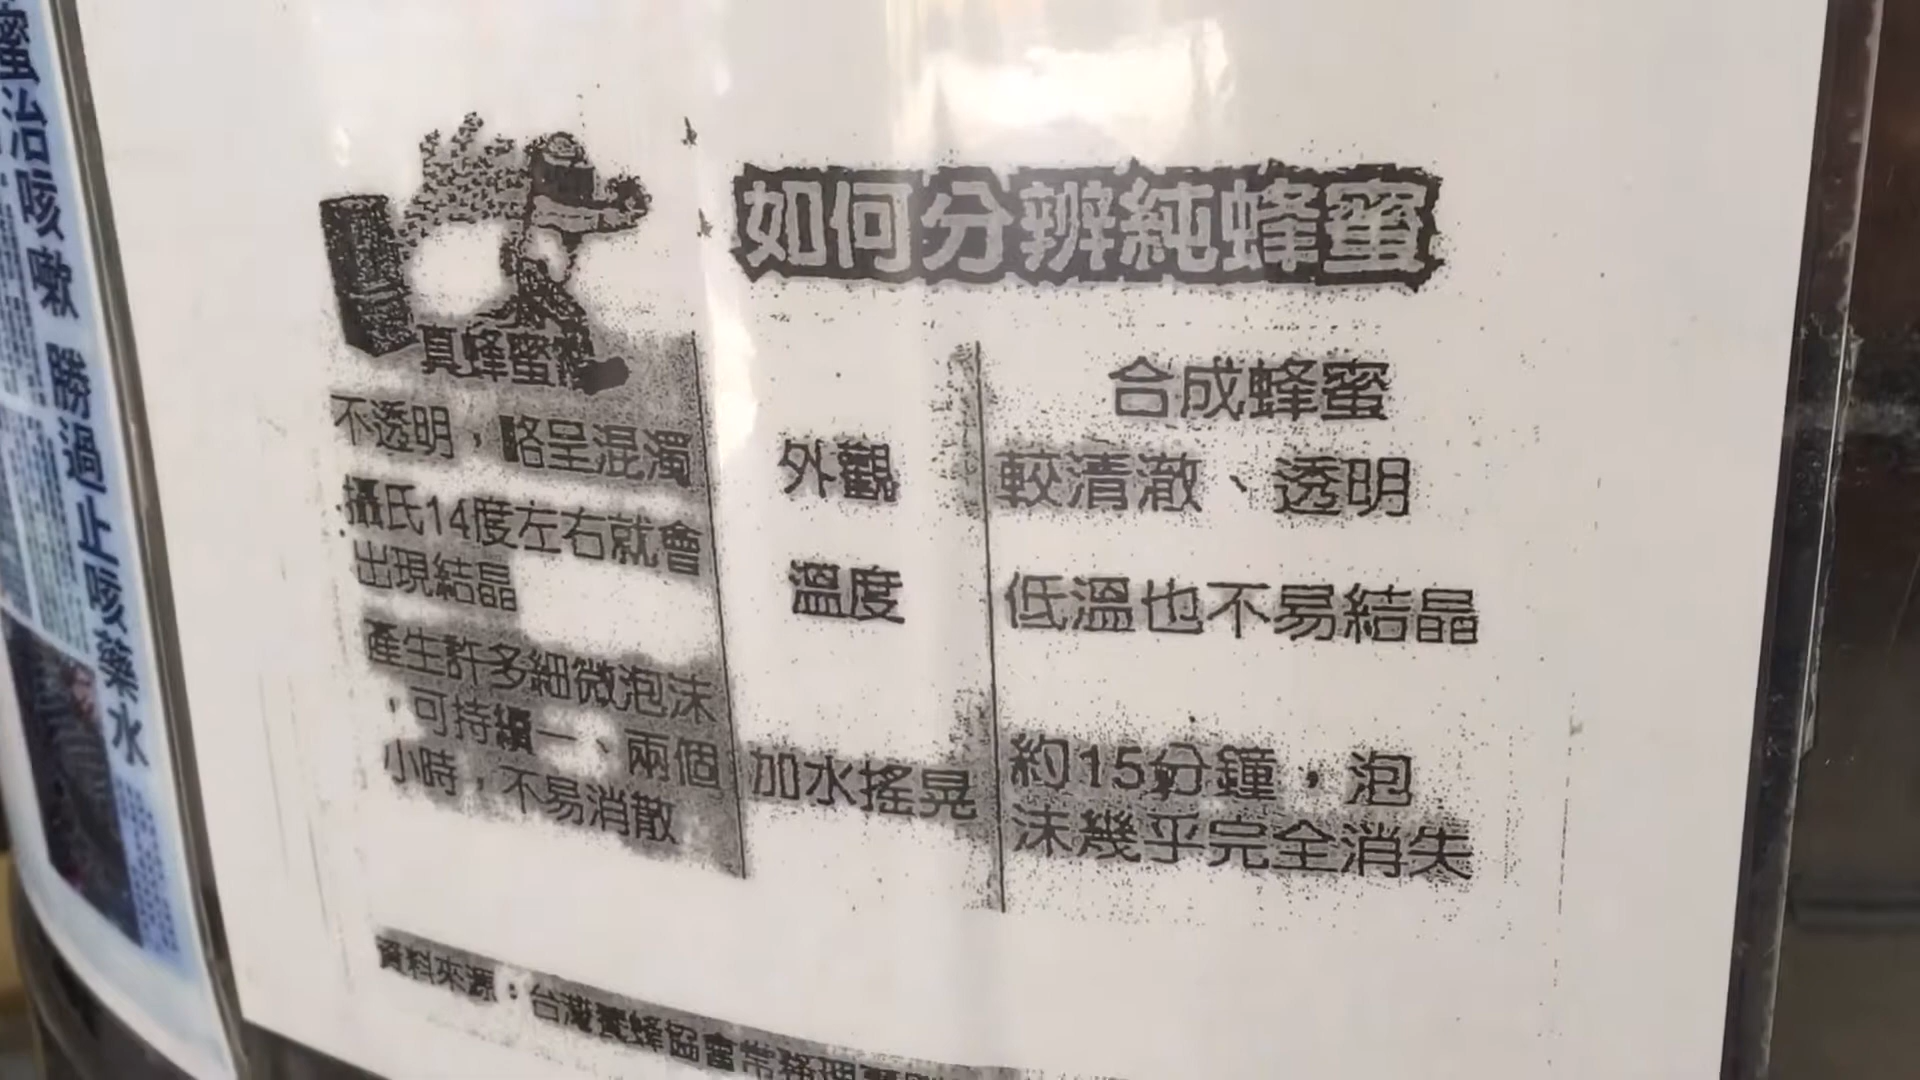 蜜治咳嗽 勝過止咳藥水
如何分辨純蜂蜜
真蜂蜜
合成蜂蜜
不透明，略呈混濁
外觀
較清澈、透明
攝氏14度左右就會
出現結晶
溫度
低溫也不易結晶
產生許多細微泡沫
，可持續一、兩個
小時，不易消散
加水搖晃
約15分鐘，泡
沫幾乎完全消失
資料來源：台灣養蜂協會常務理